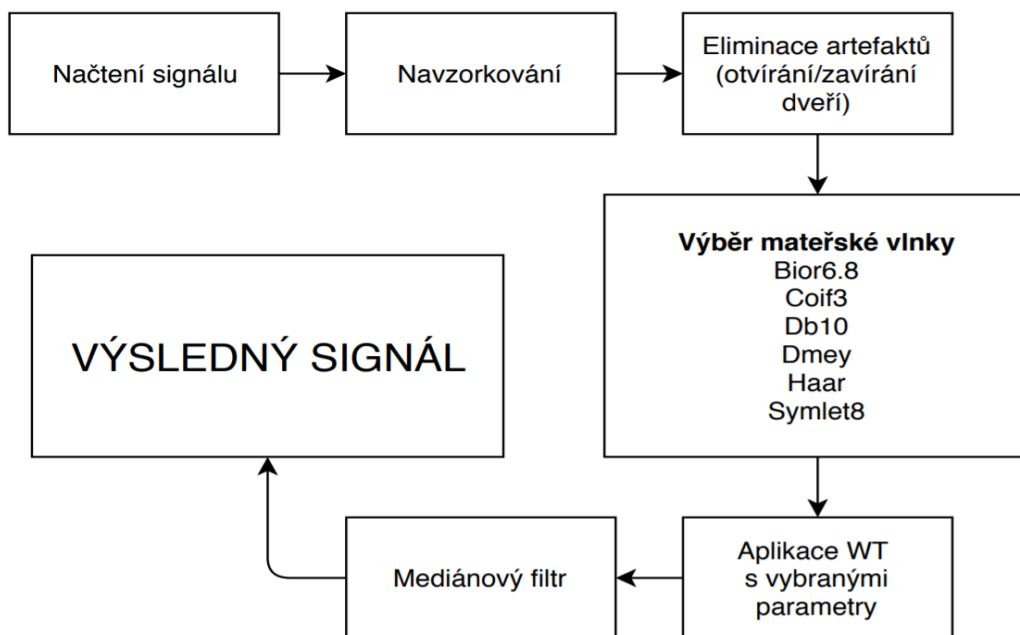 Načtení signálu
Navzorkování
Eliminace artefaktů
(otvírání/zavírání
dveří)
Výběr mateřské vlnky
Bior6.8
Coif3
Db10
Dmey
Haar
Symlet8
Aplikace WT
s vybranými
parametry
Mediánový filtr
VÝSLEDNÝ SIGNÁL